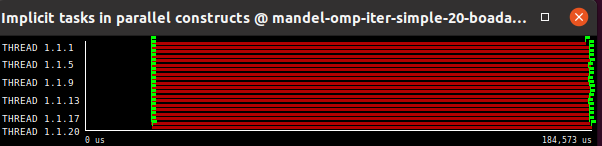 Implicit tasks in parallel constructs @ mandel-omp-iter-simple-20-boada...
THREAD 1.1.1
THREAD 1.1.5
THREAD 1.1.9
THREAD 1.1.13
THREAD 1.1.17
THREAD 1.1.20
0 us 184,573 us